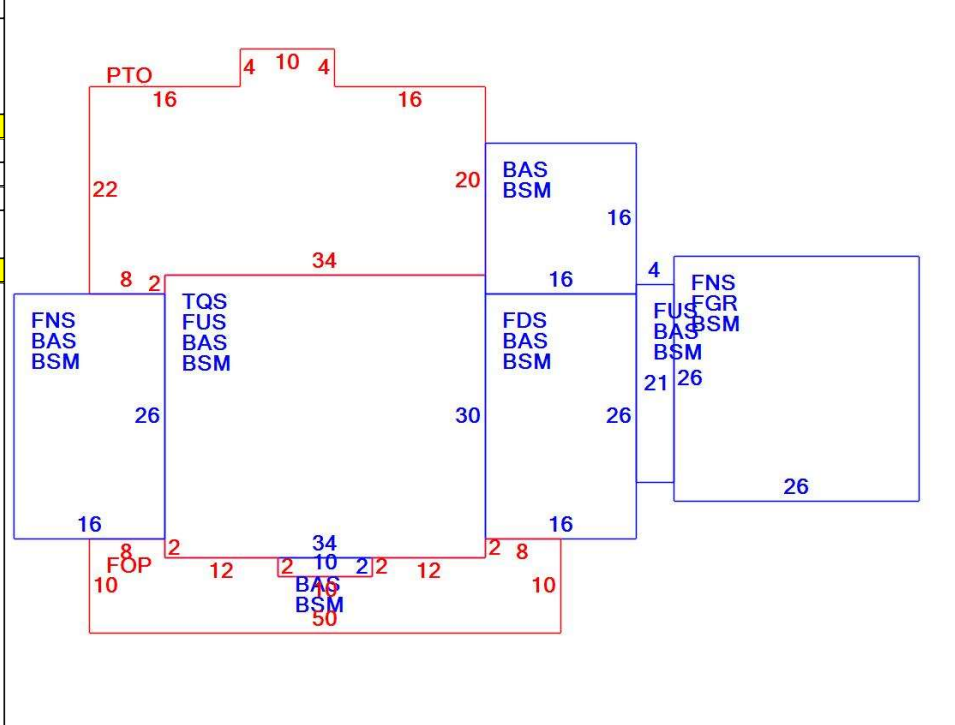 4 10 4
PTO
16 16
22
20
BAS
BSM
16
34
8 2
16
4
FNS
BAS
BSM
TQS
FUS
BAS
BSM
FDS
BAS
BSM
FUS
BAS
BSM
FNS
FGR
BSM
26
30
26
21
26
16
16
26
8
FOP
10
2
12
34
10
2 2 2
12
2
8
10
BAS
BSM
10
50